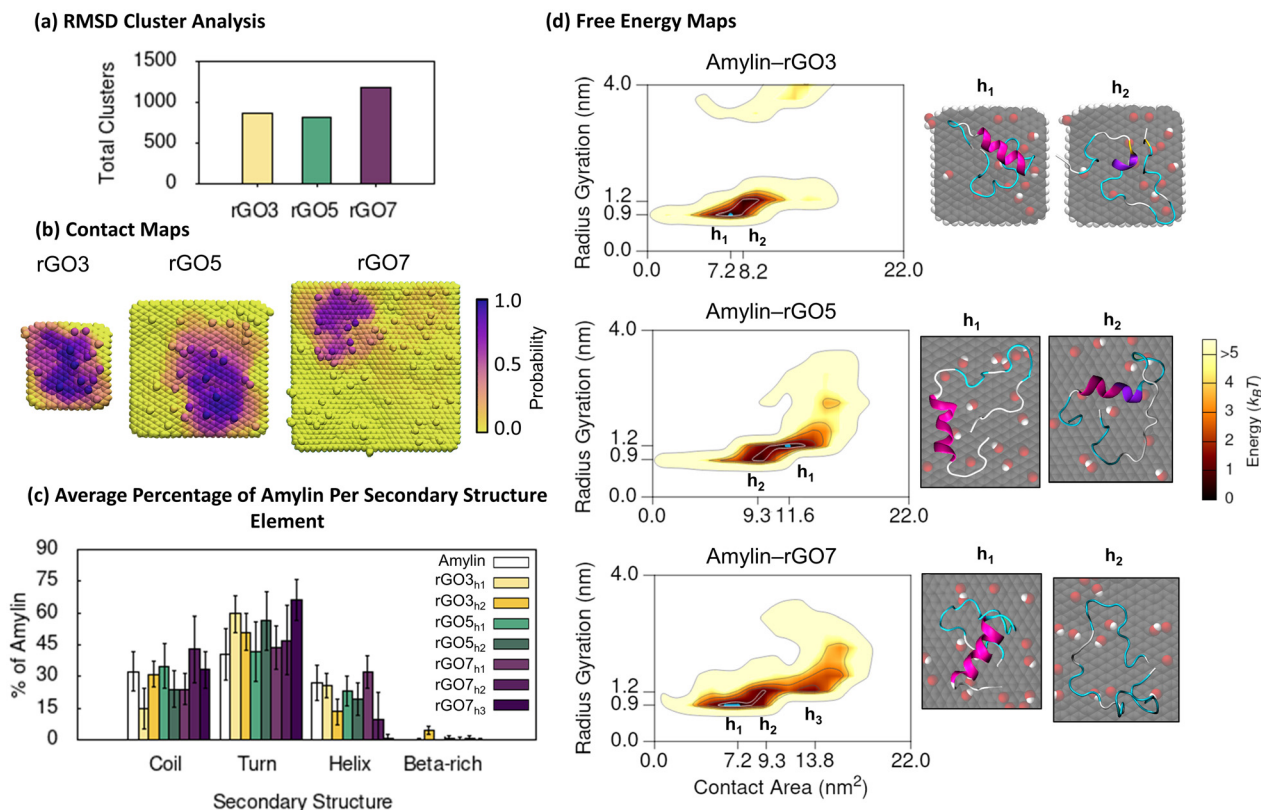 (a) RMSD Cluster Analysis
Total Clusters
1500
1000
500
0
rGO3 rGO5 rGO7
(b) Contact Maps
rGO3 rGO5 rGO7
1.0
0.5
0.0
Probability
(c) Average Percentage of Amylin Per Secondary Structure
Element
% of Amylin
90
75
60
45
30
15
0
Amylin
rGO3h1
rGO3h2
rGO5h1
rGO5h2
rGO7h1
rGO7h2
rGO7h3
Coil Turn Helix Beta-rich
Secondary Structure
(d) Free Energy Maps
Amylin–rGO3
Radius Gyration (nm)
4.0
1.2
0.9
0.0
h1 h2
0.0 7.2 8.2 22.0
h1 h2
Amylin–rGO5
Radius Gyration (nm)
4.0
1.2
0.9
0.0
h2 h1
0.0 9.3 11.6 22.0
h1 h2
Amylin–rGO7
Radius Gyration (nm)
4.0
1.2
0.9
0.0
h1 h2 h3
0.0 7.2 9.3 13.8 22.0
Contact Area (nm²)
h1 h2
>5
4
3
2
1
0
Energy (kBT)